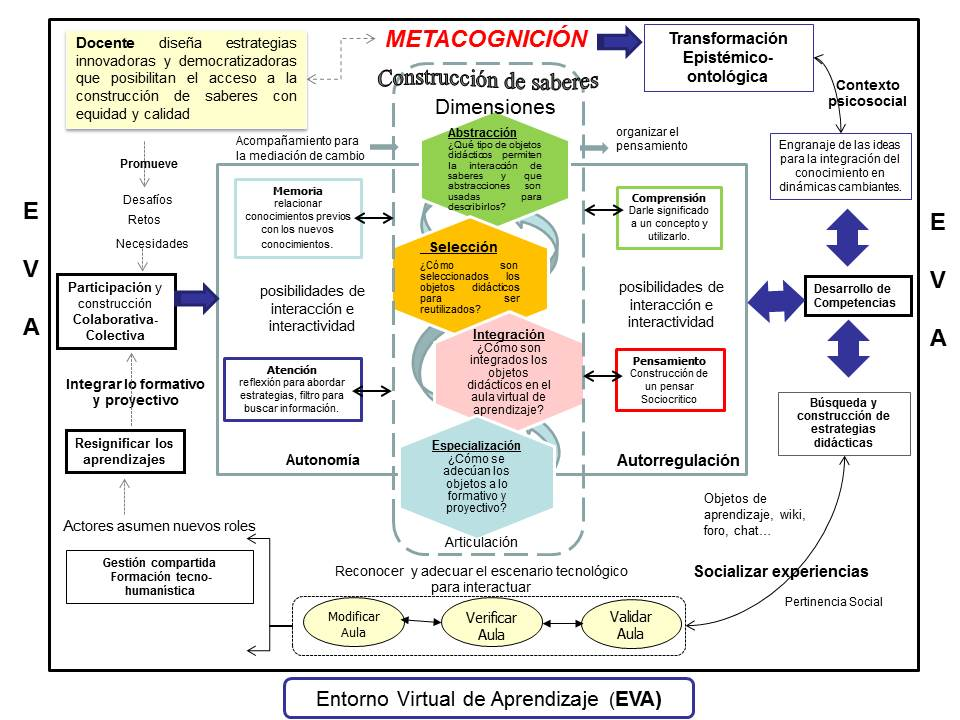 Docente diseña estrategias
innovadoras y democratizadoras
que posibilitan el acceso a la
construcción de saberes con
equidad y calidad
METACOGNICIÓN
Transformación
Epistémico-
ontológica
Construcción de saberes
Dimensiones
Contexto
psicosocial
Acompañamiento para
la mediación de cambio
organizar el
pensamiento
Engranaje de las ideas
para la integración del
conocimiento en
dinámicas cambiantes.
Promueve
Desafíos
Retos
Necesidades
Abstracción
¿Qué tipo de objetos
didácticos permiten
la interacción de
saberes y que
abstracciones son
usadas para
describirlos?
Memoria
relacionar
conocimientos previos
con los nuevos
conocimientos.
Comprensión
Darle significado
a un concepto y
utilizarlo.
E
V
A
E
V
A
Selección
¿Cómo son
seleccionados los
objetos didácticos
para ser
reutilizados?
Participación y
construcción
Colaborativa-
Colectiva
posibilidades de
interacción e
interactividad
posibilidades de
interacción e
interactividad
Desarrollo de
Competencias
Integración
¿Cómo son
integrados los
objetos
didácticos en el
aula virtual de
aprendizaje?
Atención
reflexión para abordar
estrategias, filtro para
buscar información.
Pensamiento
Construcción de
un pensar
Sociocritico
Integrar lo formativo
y proyectivo
Búsqueda y
construcción de
estrategias
didácticas
Resignificar los
aprendizajes
Autonomía
Especialización
¿Cómo se
adecúan los
objetos a lo
formativo y
proyectivo?
Autorregulación
Articulación
Actores asumen nuevos roles
Objetos de
aprendizaje, wiki,
foro, chat…
Gestión compartida
Formación tecno-
humanística
Reconocer y adecuar el escenario tecnológico
para interactuar
Socializar experiencias
Pertinencia Social
Modificar
Aula
Verificar
Aula
Validar
Aula
Entorno Virtual de Aprendizaje (EVA)